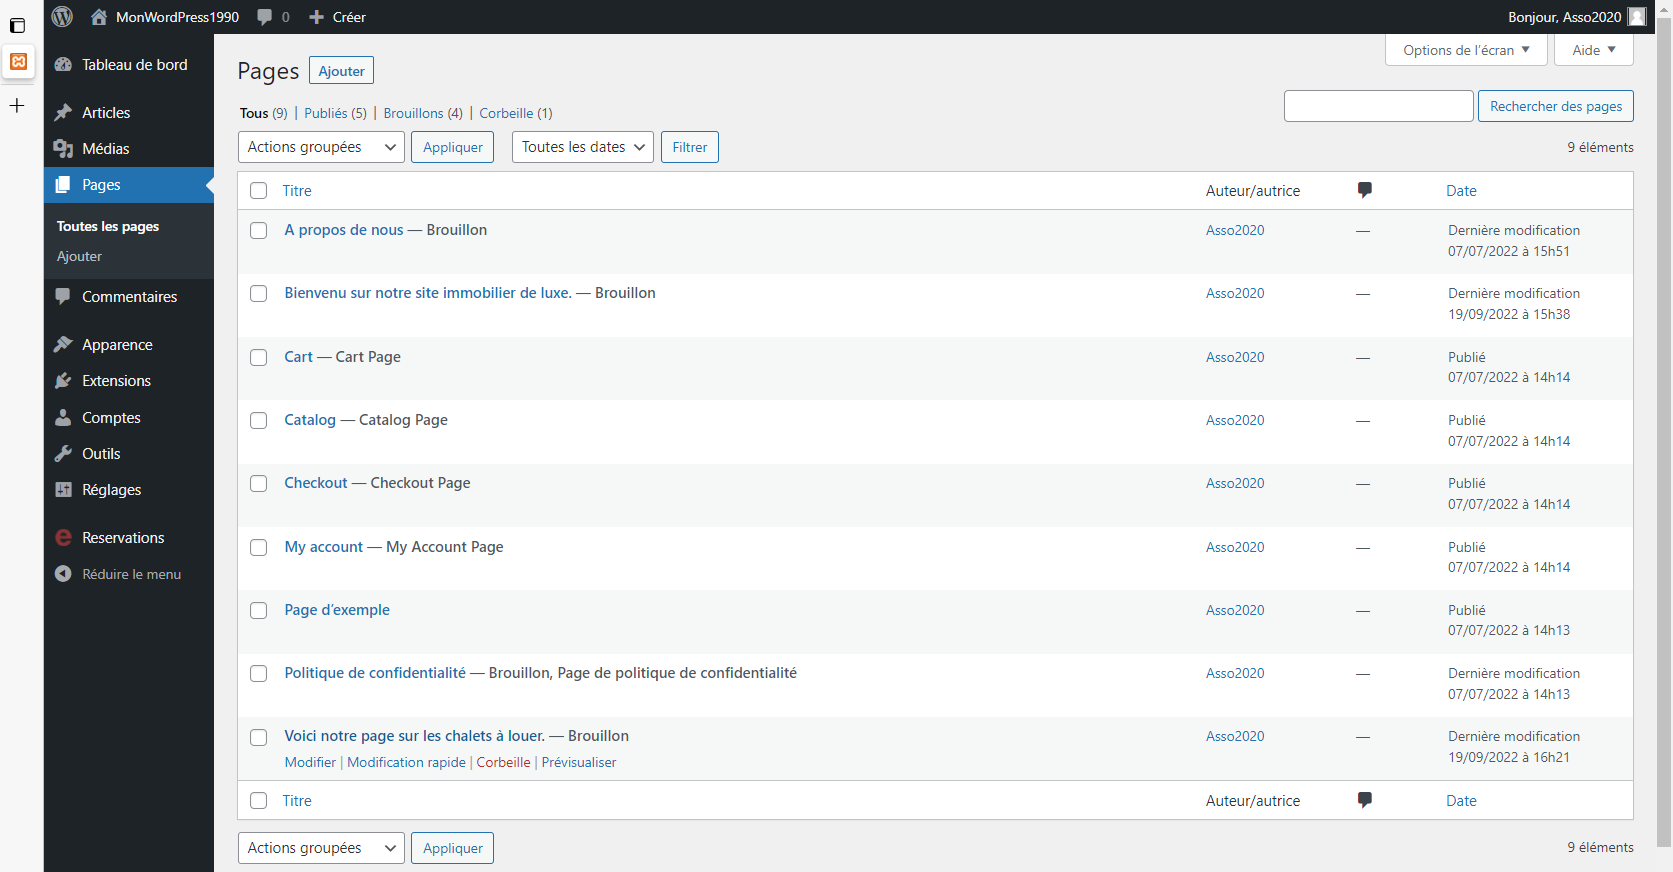 MonWordPress1990 0 Créer Bonjour, Asso2020
Tableau de bord
Articles
Médias
Pages
Toutes les pages
Ajouter
Commentaires
Apparence
Extensions
Comptes
Outils
Réglages
Reservations
Réduire le menu
Options de l'écran Aide
Pages Ajouter
Tous (9) | Publiés (5) | Brouillons (4) | Corbeille (1)
Rechercher des pages
Actions groupées Appliquer Toutes les dates Filtrer 9 éléments
Titre Auteur/autrice Date
A propos de nous — Brouillon Asso2020 — Dernière modification
07/07/2022 à 15h51
Bienvenu sur notre site immobilier de luxe. — Brouillon Asso2020 — Dernière modification
19/09/2022 à 15h38
Cart — Cart Page Asso2020 — Publié
07/07/2022 à 14h14
Catalog — Catalog Page Asso2020 — Publié
07/07/2022 à 14h14
Checkout — Checkout Page Asso2020 — Publié
07/07/2022 à 14h14
My account — My Account Page Asso2020 — Publié
07/07/2022 à 14h14
Page d'exemple Asso2020 — Publié
07/07/2022 à 14h13
Politique de confidentialité — Brouillon, Page de politique de confidentialité Asso2020 — Dernière modification
07/07/2022 à 14h13
Voici notre page sur les chalets à louer. — Brouillon Asso2020 — Dernière modification
Modifier | Modification rapide | Corbeille | Prévisualiser 19/09/2022 à 16h21
Titre Auteur/autrice Date
Actions groupées Appliquer 9 éléments